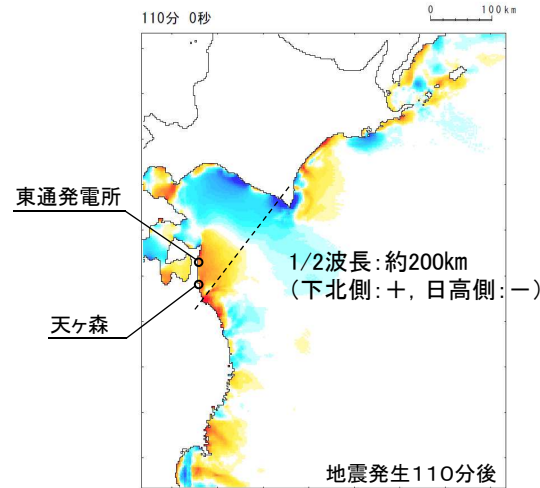 110分 0秒
0 100km
東通発電所
1/2波長:約200km
(下北側:+, 日高側:-)
天ヶ森
地震発生110分後